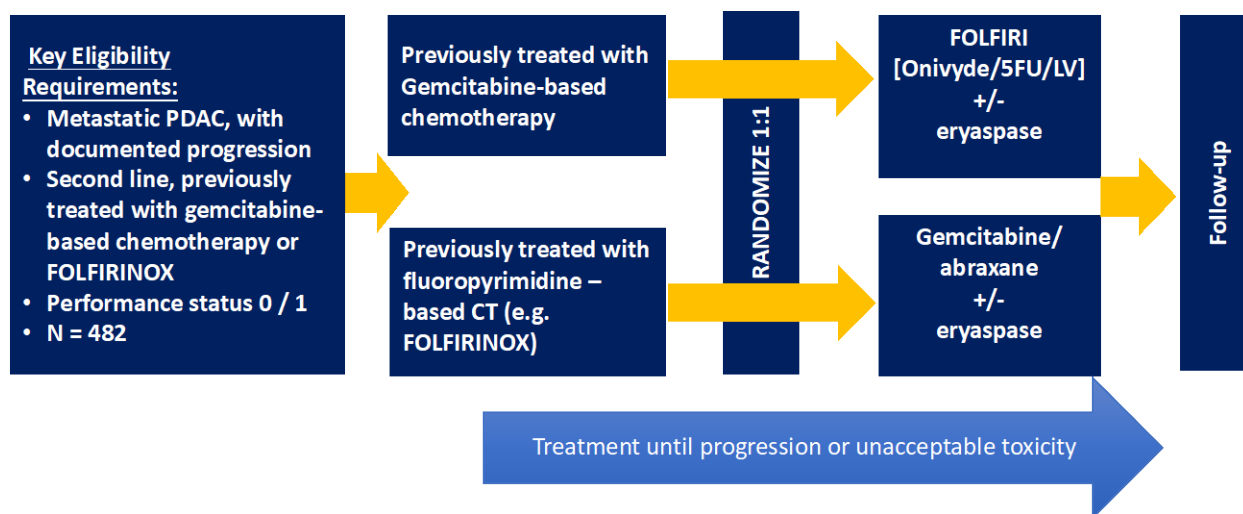 Key Eligibility
Requirements:
• Metastatic PDAC, with
documented progression
• Second line, previously
treated with gemcitabine-
based chemotherapy or
FOLFIRINOX
• Performance status 0 / 1
• N = 482
Previously treated with
Gemcitabine-based
chemotherapy
Previously treated with
fluoropyrimidine –
based CT (e.g.
FOLFIRINOX)
RANDOMIZE 1:1
FOLFIRI
[Onivyde/5FU/LV]
+/-
eryaspase
Gemcitabine/
abraxane
+/-
eryaspase
Follow-up
Treatment until progression or unacceptable toxicity